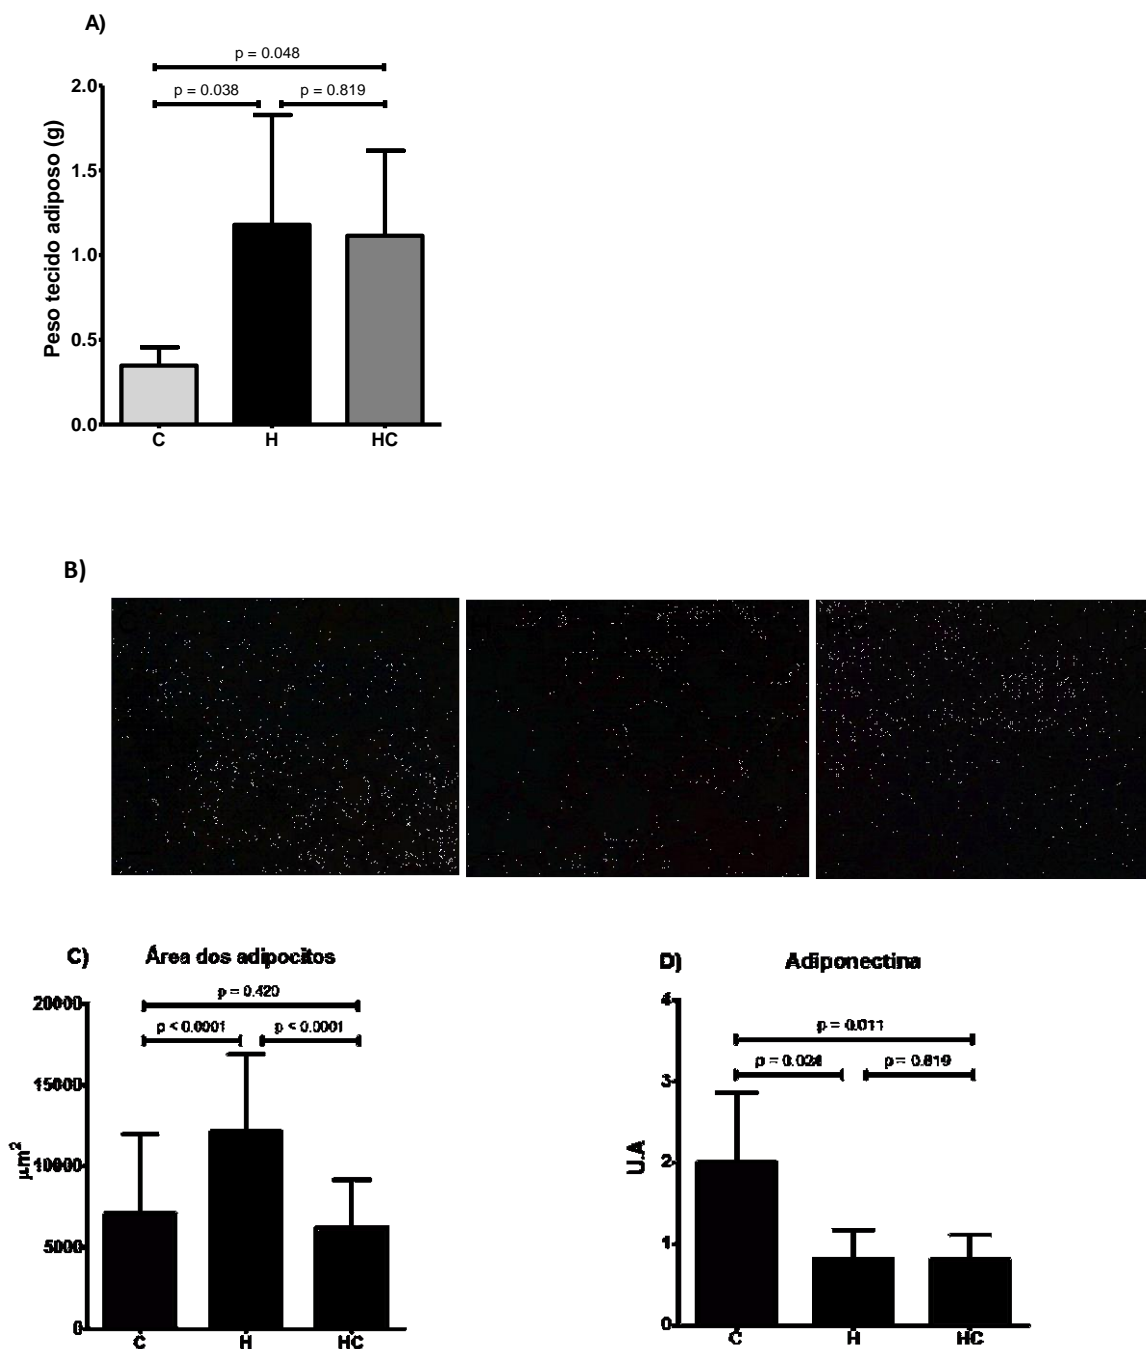 A)
p = 0.048
p = 0.038
p = 0.819
Peso tecido adiposo (g)
2.0
1.5
1.0
0.5
0.0
C
H
HC
B)
C)
Área dos adipocitos
p = 0.420
p < 0.0001
p < 0.0001
μm²
20000
15000
10000
5000
0
C
H
HC
D)
Adiponectina
p = 0.011
p = 0.819
U.A
4
3
2
1
0
C
H
HC